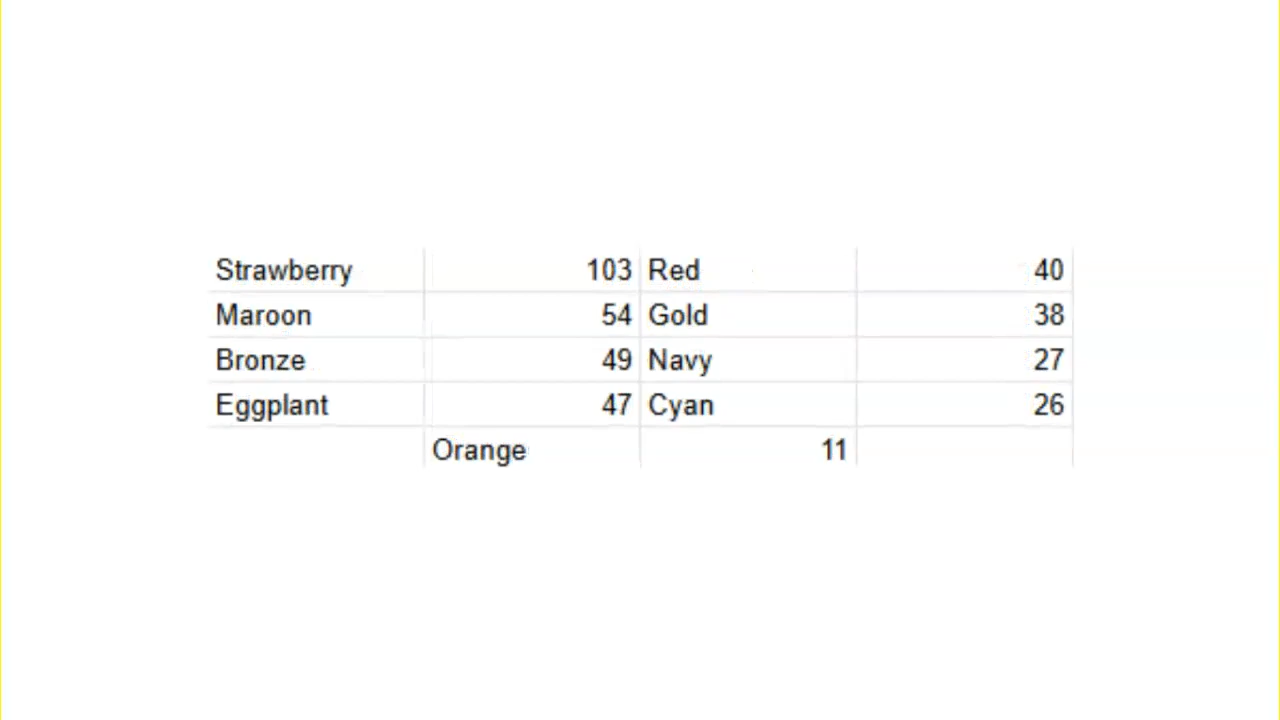 Strawberry 103 Red 40
Maroon 54 Gold 38
Bronze 49 Navy 27
Eggplant 47 Cyan 26
Orange 11